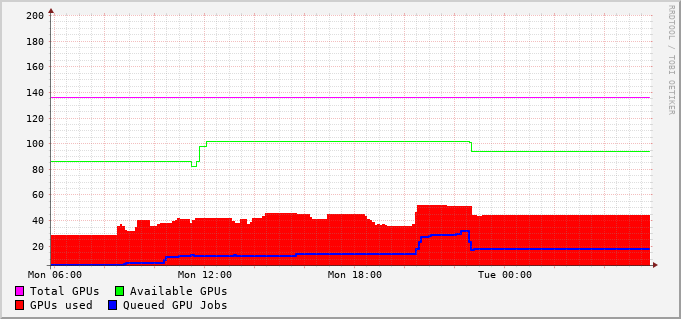 200
180
160
140
120
100
80
60
40
20
Mon 06:00 Mon 12:00 Mon 18:00 Tue 00:00
Total GPUs Available GPUs
GPUs used Queued GPU Jobs
RRDTOOL / TOBI OETIKER